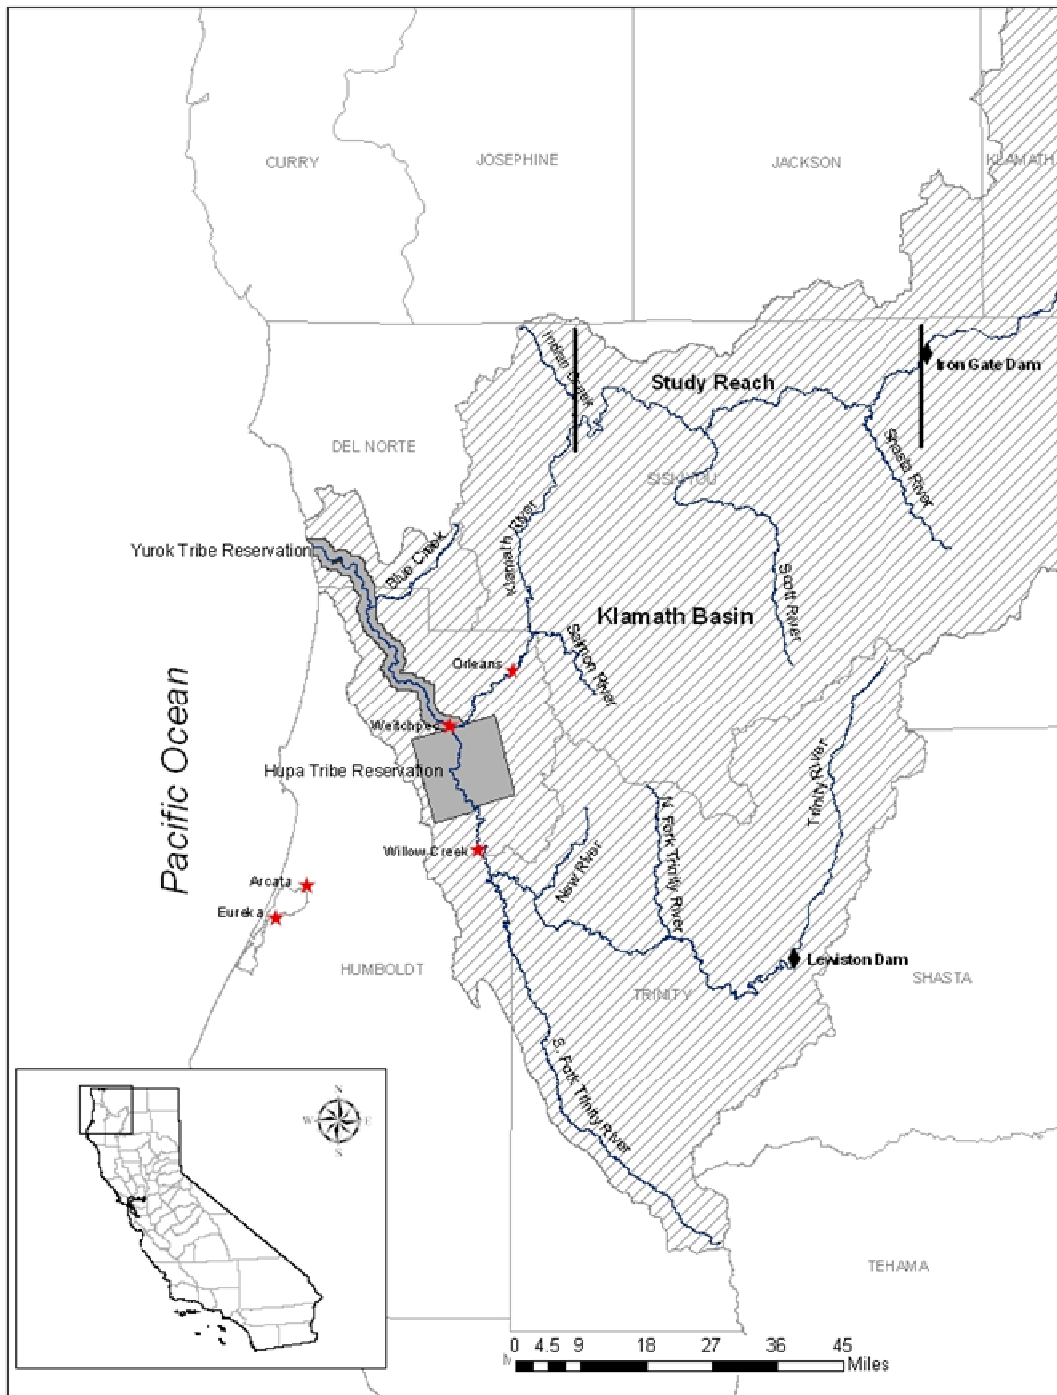 CURRY
JOSEPHINE
JACKSON
KLAMATH
Indian Creek
Study Reach
Iron Gate Dam
DEL NORTE
SISKIYOU
Shasta River
Yurok Tribe Reservation
Blue Creek
Klamath River
Scott River
Klamath Basin
Salmon River
Orleans
Weitchpec
Pacific Ocean
Hupa Tribe Reservation
Trinity River
N. Fork Trinity River
Willow Creek
New River
Arcata
Eureka
HUMBOLDT
Lewiston Dam
TRINITY
SHASTA
S. Fork Trinity River
N
W E
S
TEHAMA
0 4.5 9 18 27 36 45
Miles